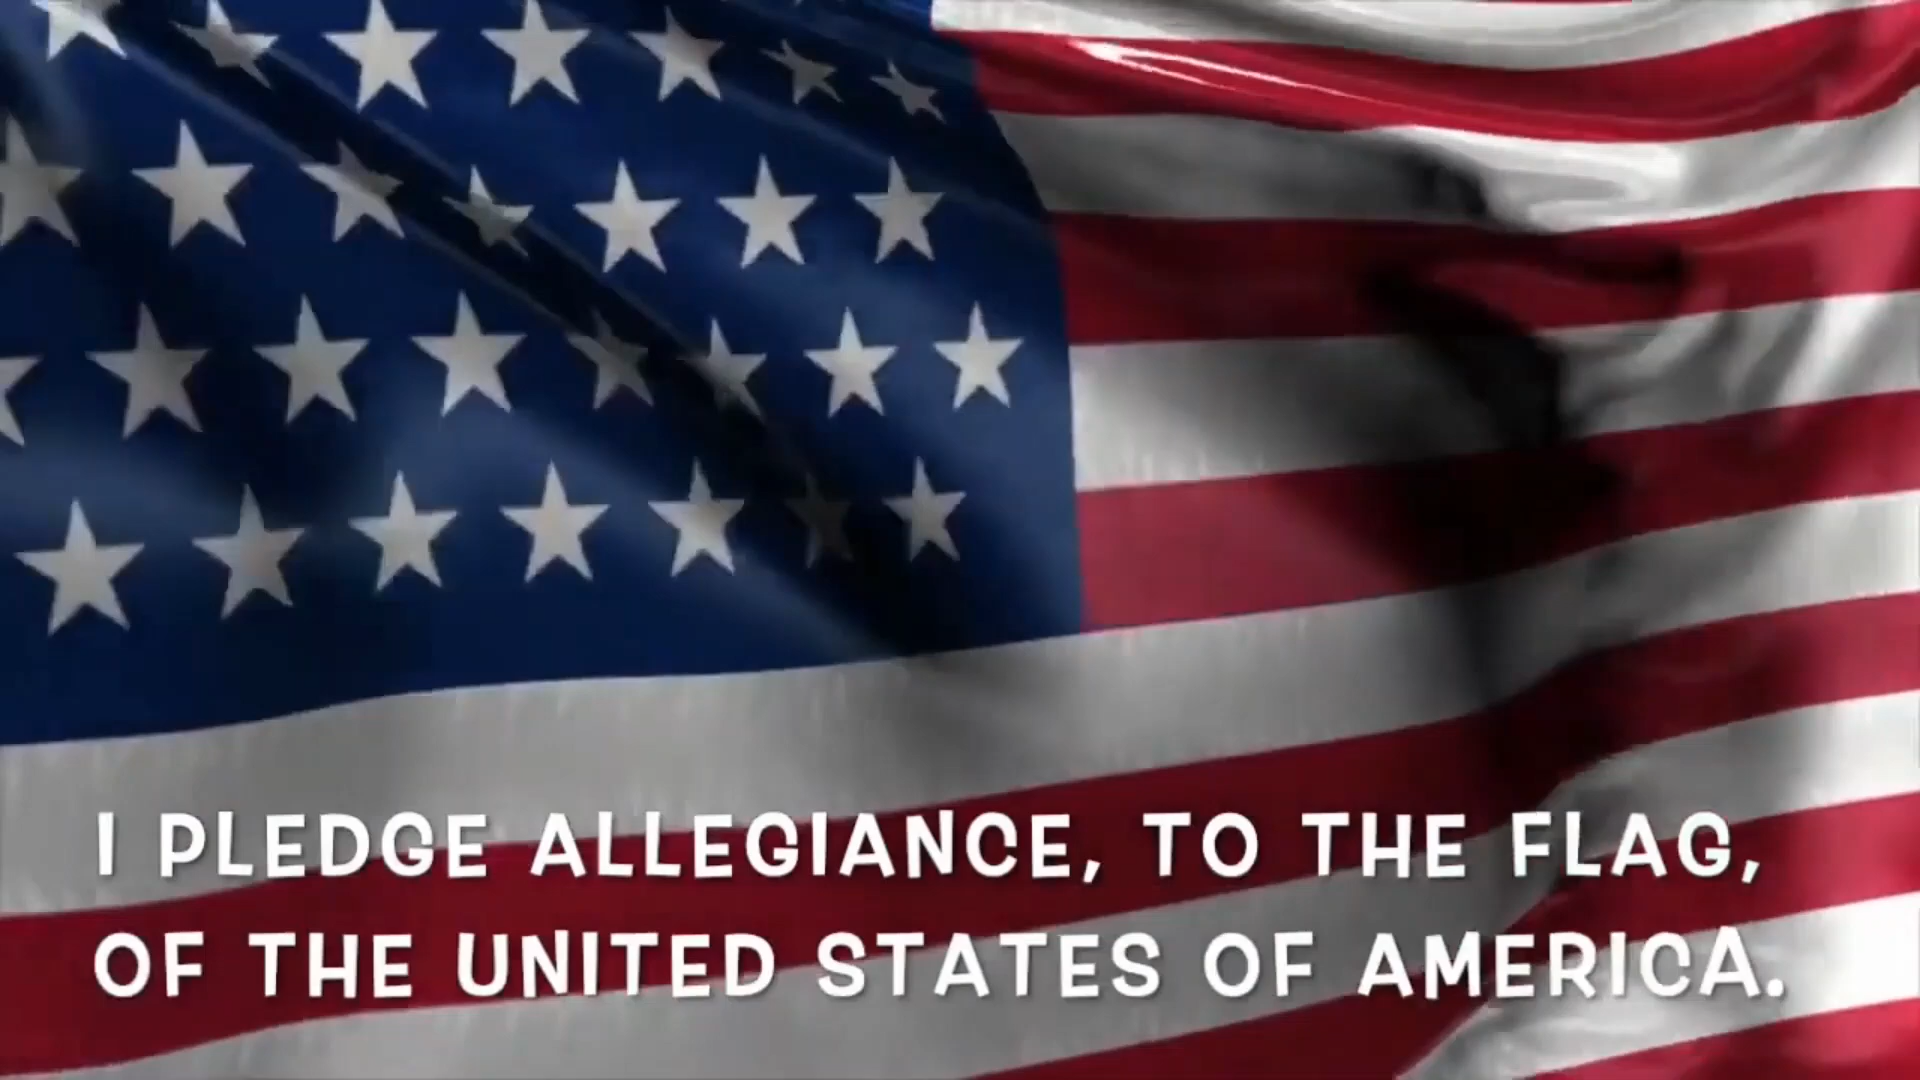 I PLEDGE ALLEGIANCE, TO THE FLAG,
OF THE UNITED STATES OF AMERICA.